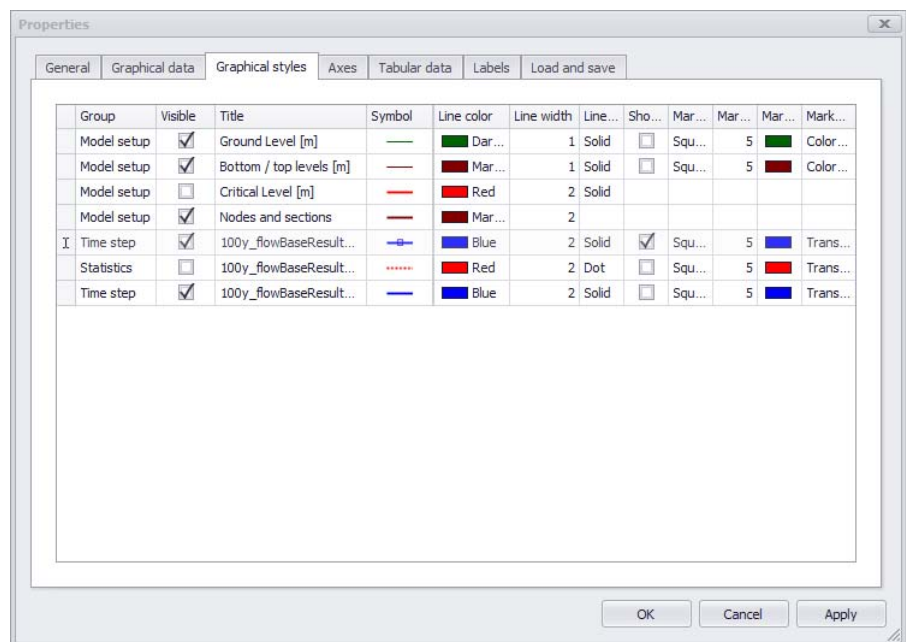 Properties
General Graphical data Graphical styles Axes Tabular data Labels Load and save
Group Visible Title Symbol Line color Line width Line... Sho... Mar... Mar... Mar... Mark...
Model setup Ground Level [m] Dar... 1 Solid Squ... 5 Color...
Model setup Bottom / top levels [m] Mar... 1 Solid Squ... 5 Color...
Model setup Critical Level [m] Red 2 Solid
Model setup Nodes and sections Mar... 2
Time step 100y_flowBaseResult... Blue 2 Solid Squ... 5 Trans...
Statistics 100y_flowBaseResult... Red 2 Dot Squ... 5 Trans...
Time step 100y_flowBaseResult... Blue 2 Solid Squ... 5 Trans...
OK Cancel Apply